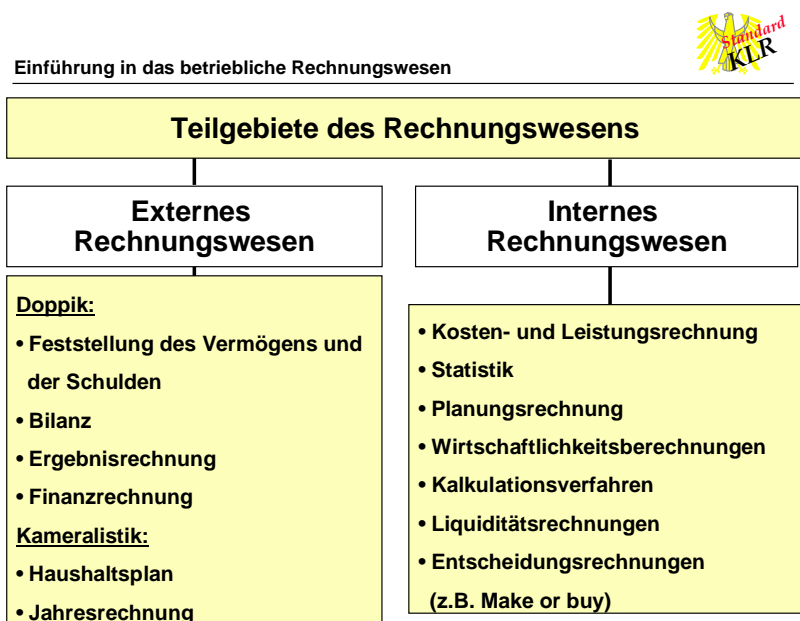 Standard
KLR
Einführung in das betriebliche Rechnungswesen
Teilgebiete des Rechnungswesens
Externes
Rechnungswesen
Doppik:
• Feststellung des Vermögens und
der Schulden
• Bilanz
• Ergebnisrechnung
• Finanzrechnung
Kameralistik:
• Haushaltsplan
• Jahresrechnung
Internes
Rechnungswesen
• Kosten- und Leistungsrechnung
• Statistik
• Planungsrechnung
• Wirtschaftlichkeitsberechnungen
• Kalkulationsverfahren
• Liquiditätsrechnungen
• Entscheidungsrechnungen
(z.B. Make or buy)